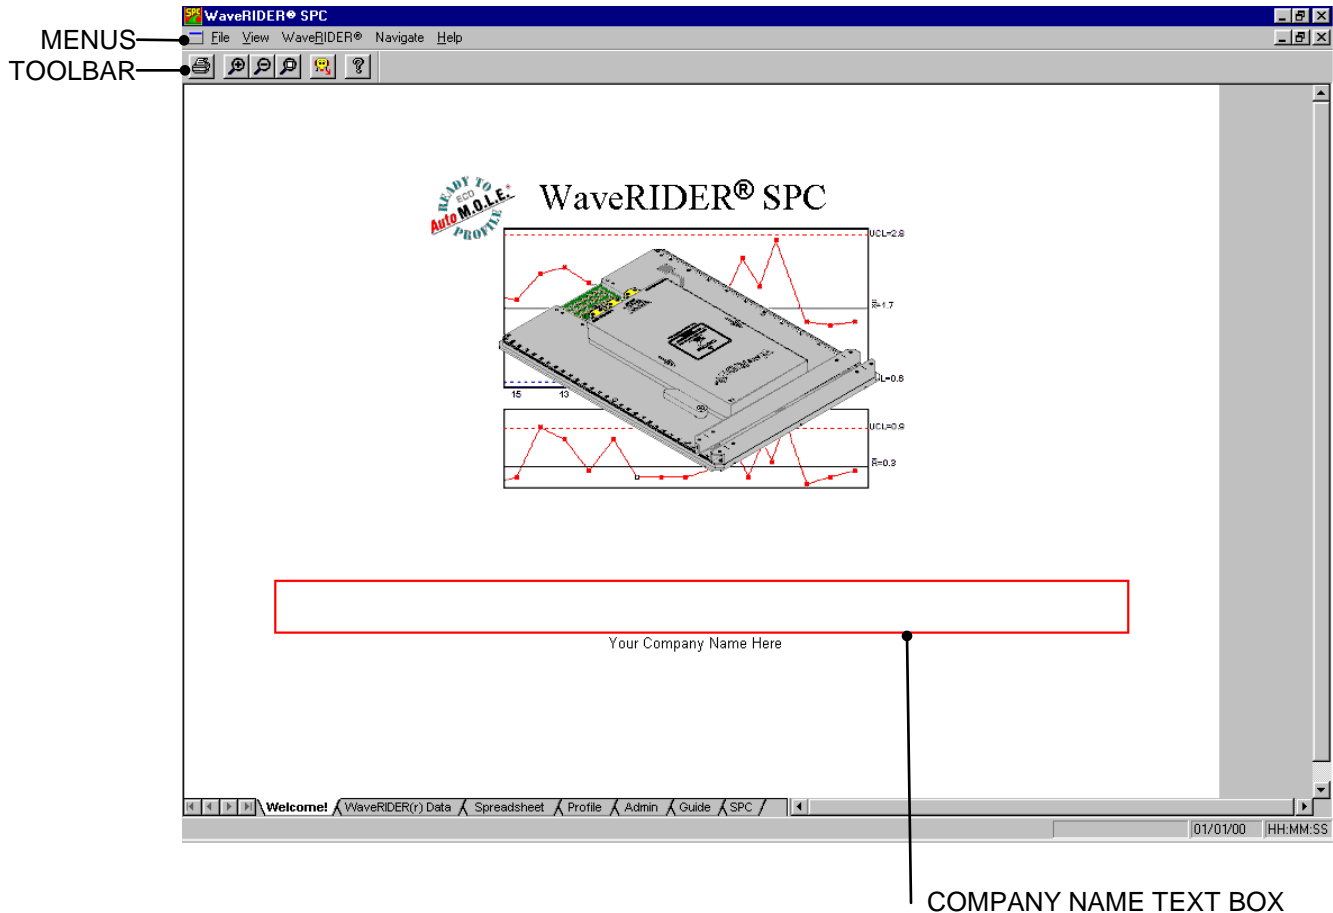 WaveRIDER® SPC
MENUS
File View WaveRIDER® Navigate Help
TOOLBAR
READY TO
ECO
Auto M.O.L.E.®
PROFILE
WaveRIDER® SPC
UCL=2.8
X̿=1.7
L=0.6
15 13
UCL=0.9
R̅=0.3
Your Company Name Here
Welcome! WaveRIDER(r) Data Spreadsheet Profile Admin Guide SPC
01/01/00 HH:MM:SS
COMPANY NAME TEXT BOX